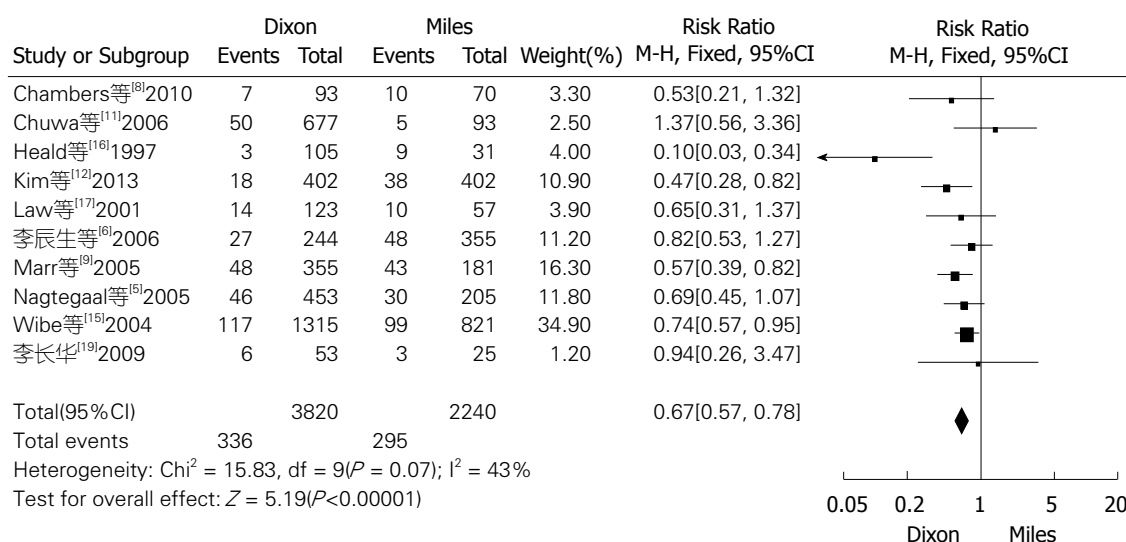 Dixon Miles Risk Ratio Risk Ratio
Study or Subgroup Events Total Events Total Weight(%) M-H, Fixed, 95%CI M-H, Fixed, 95%CI
Chambers等[8]2010 7 93 10 70 3.30 0.53[0.21, 1.32]
Chuwa等[11]2006 50 677 5 93 2.50 1.37[0.56, 3.36]
Heald等[16]1997 3 105 9 31 4.00 0.10[0.03, 0.34]
Kim等[12]2013 18 402 38 402 10.90 0.47[0.28, 0.82]
Law等[17]2001 14 123 10 57 3.90 0.65[0.31, 1.37]
李辰生等[6]2006 27 244 48 355 11.20 0.82[0.53, 1.27]
Marr等[9]2005 48 355 43 181 16.30 0.57[0.39, 0.82]
Nagtegaal等[5]2005 46 453 30 205 11.80 0.69[0.45, 1.07]
Wibe等[15]2004 117 1315 99 821 34.90 0.74[0.57, 0.95]
李长华[19]2009 6 53 3 25 1.20 0.94[0.26, 3.47]
Total(95%CI) 3820 2240 0.67[0.57, 0.78]
Total events 336 295
Heterogeneity: Chi² = 15.83, df = 9(P = 0.07); I² = 43%
Test for overall effect: Z = 5.19(P<0.00001)
0.05 0.2 1 5 20
Dixon Miles